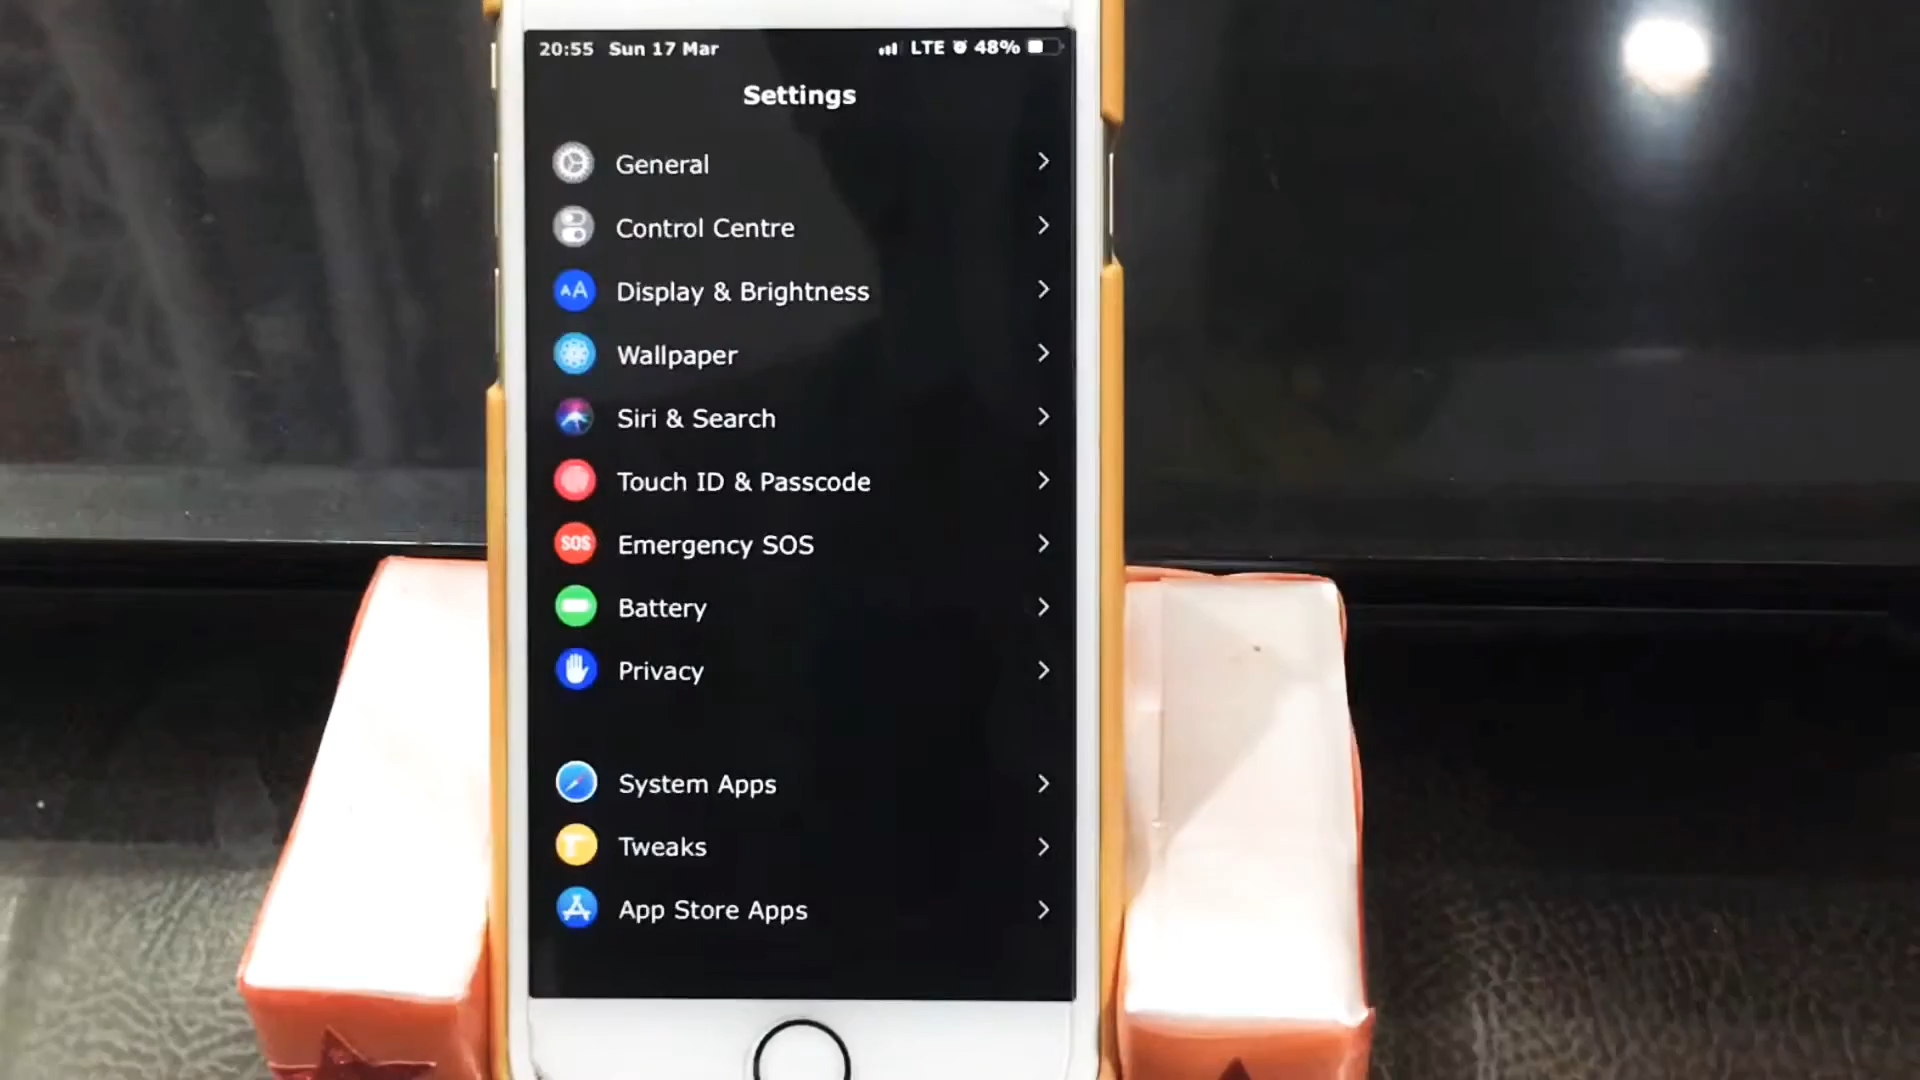 20:55 Sun 17 Mar LTE 48%
Settings
General
Control Centre
AA Display & Brightness
Wallpaper
Siri & Search
Touch ID & Passcode
SOS Emergency SOS
Battery
Privacy
System Apps
Tweaks
App Store Apps